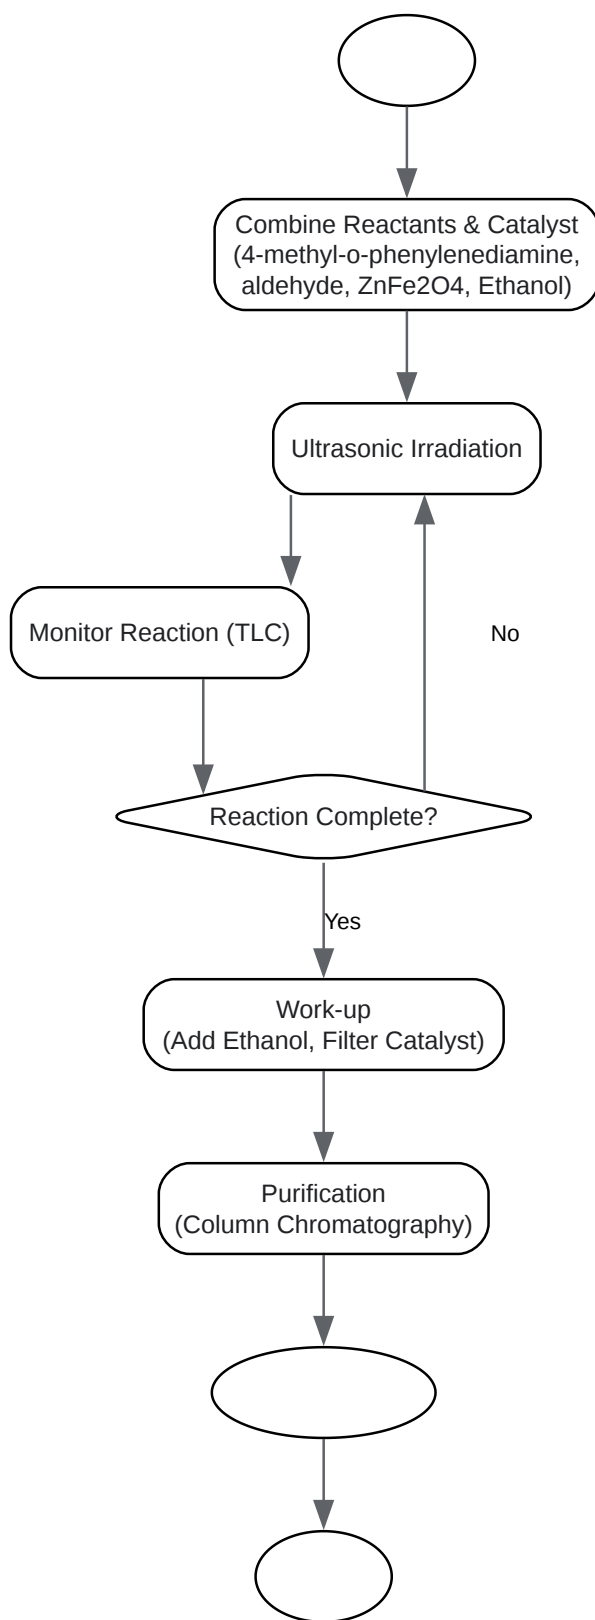 Combine Reactants & Catalyst
(4-methyl-o-phenylenediamine,
aldehyde, ZnFe2O4, Ethanol)
Ultrasonic Irradiation
Monitor Reaction (TLC)
No
Reaction Complete?
Yes
Work-up
(Add Ethanol, Filter Catalyst)
Purification
(Column Chromatography)